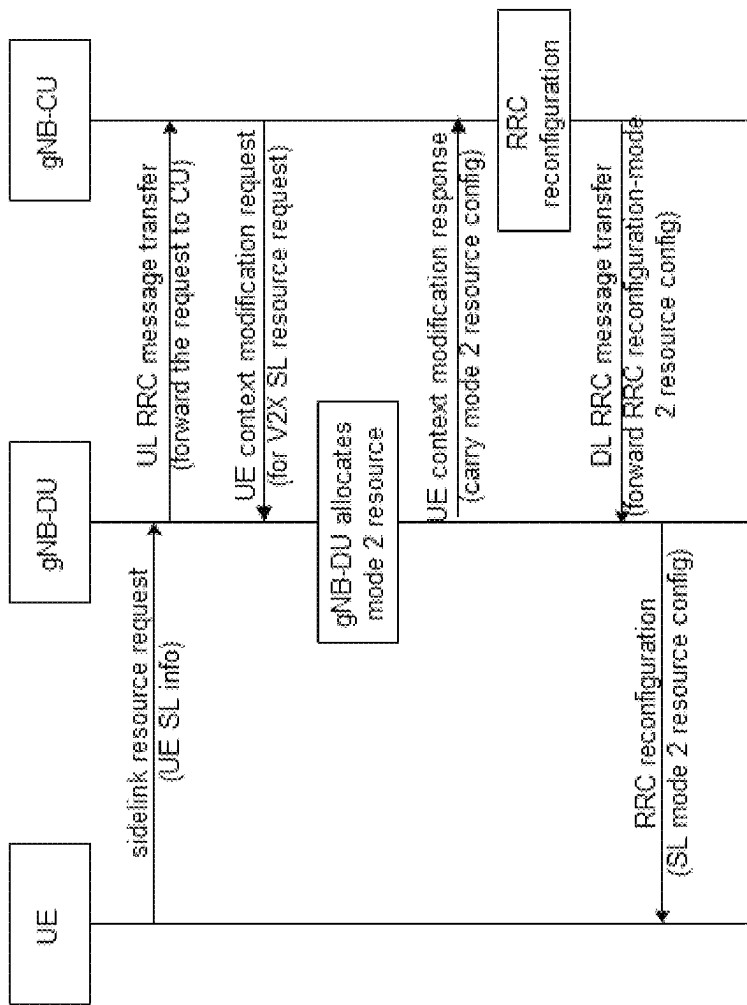 UE
gNB-DU
gNB-CU
sidelink resource request
(UE SL info)
UL RRC message transfer
(forward the request to CU)
UE context modification request
(for V2X SL resource request)
gNB-DU allocates
mode 2 resource
UE context modification response
(carry mode 2 resource config)
RRC
reconfiguration
DL RRC message transfer
(forward RRC reconfiguration-mode
2 resource config)
RRC reconfiguration
(SL mode 2 resource config)